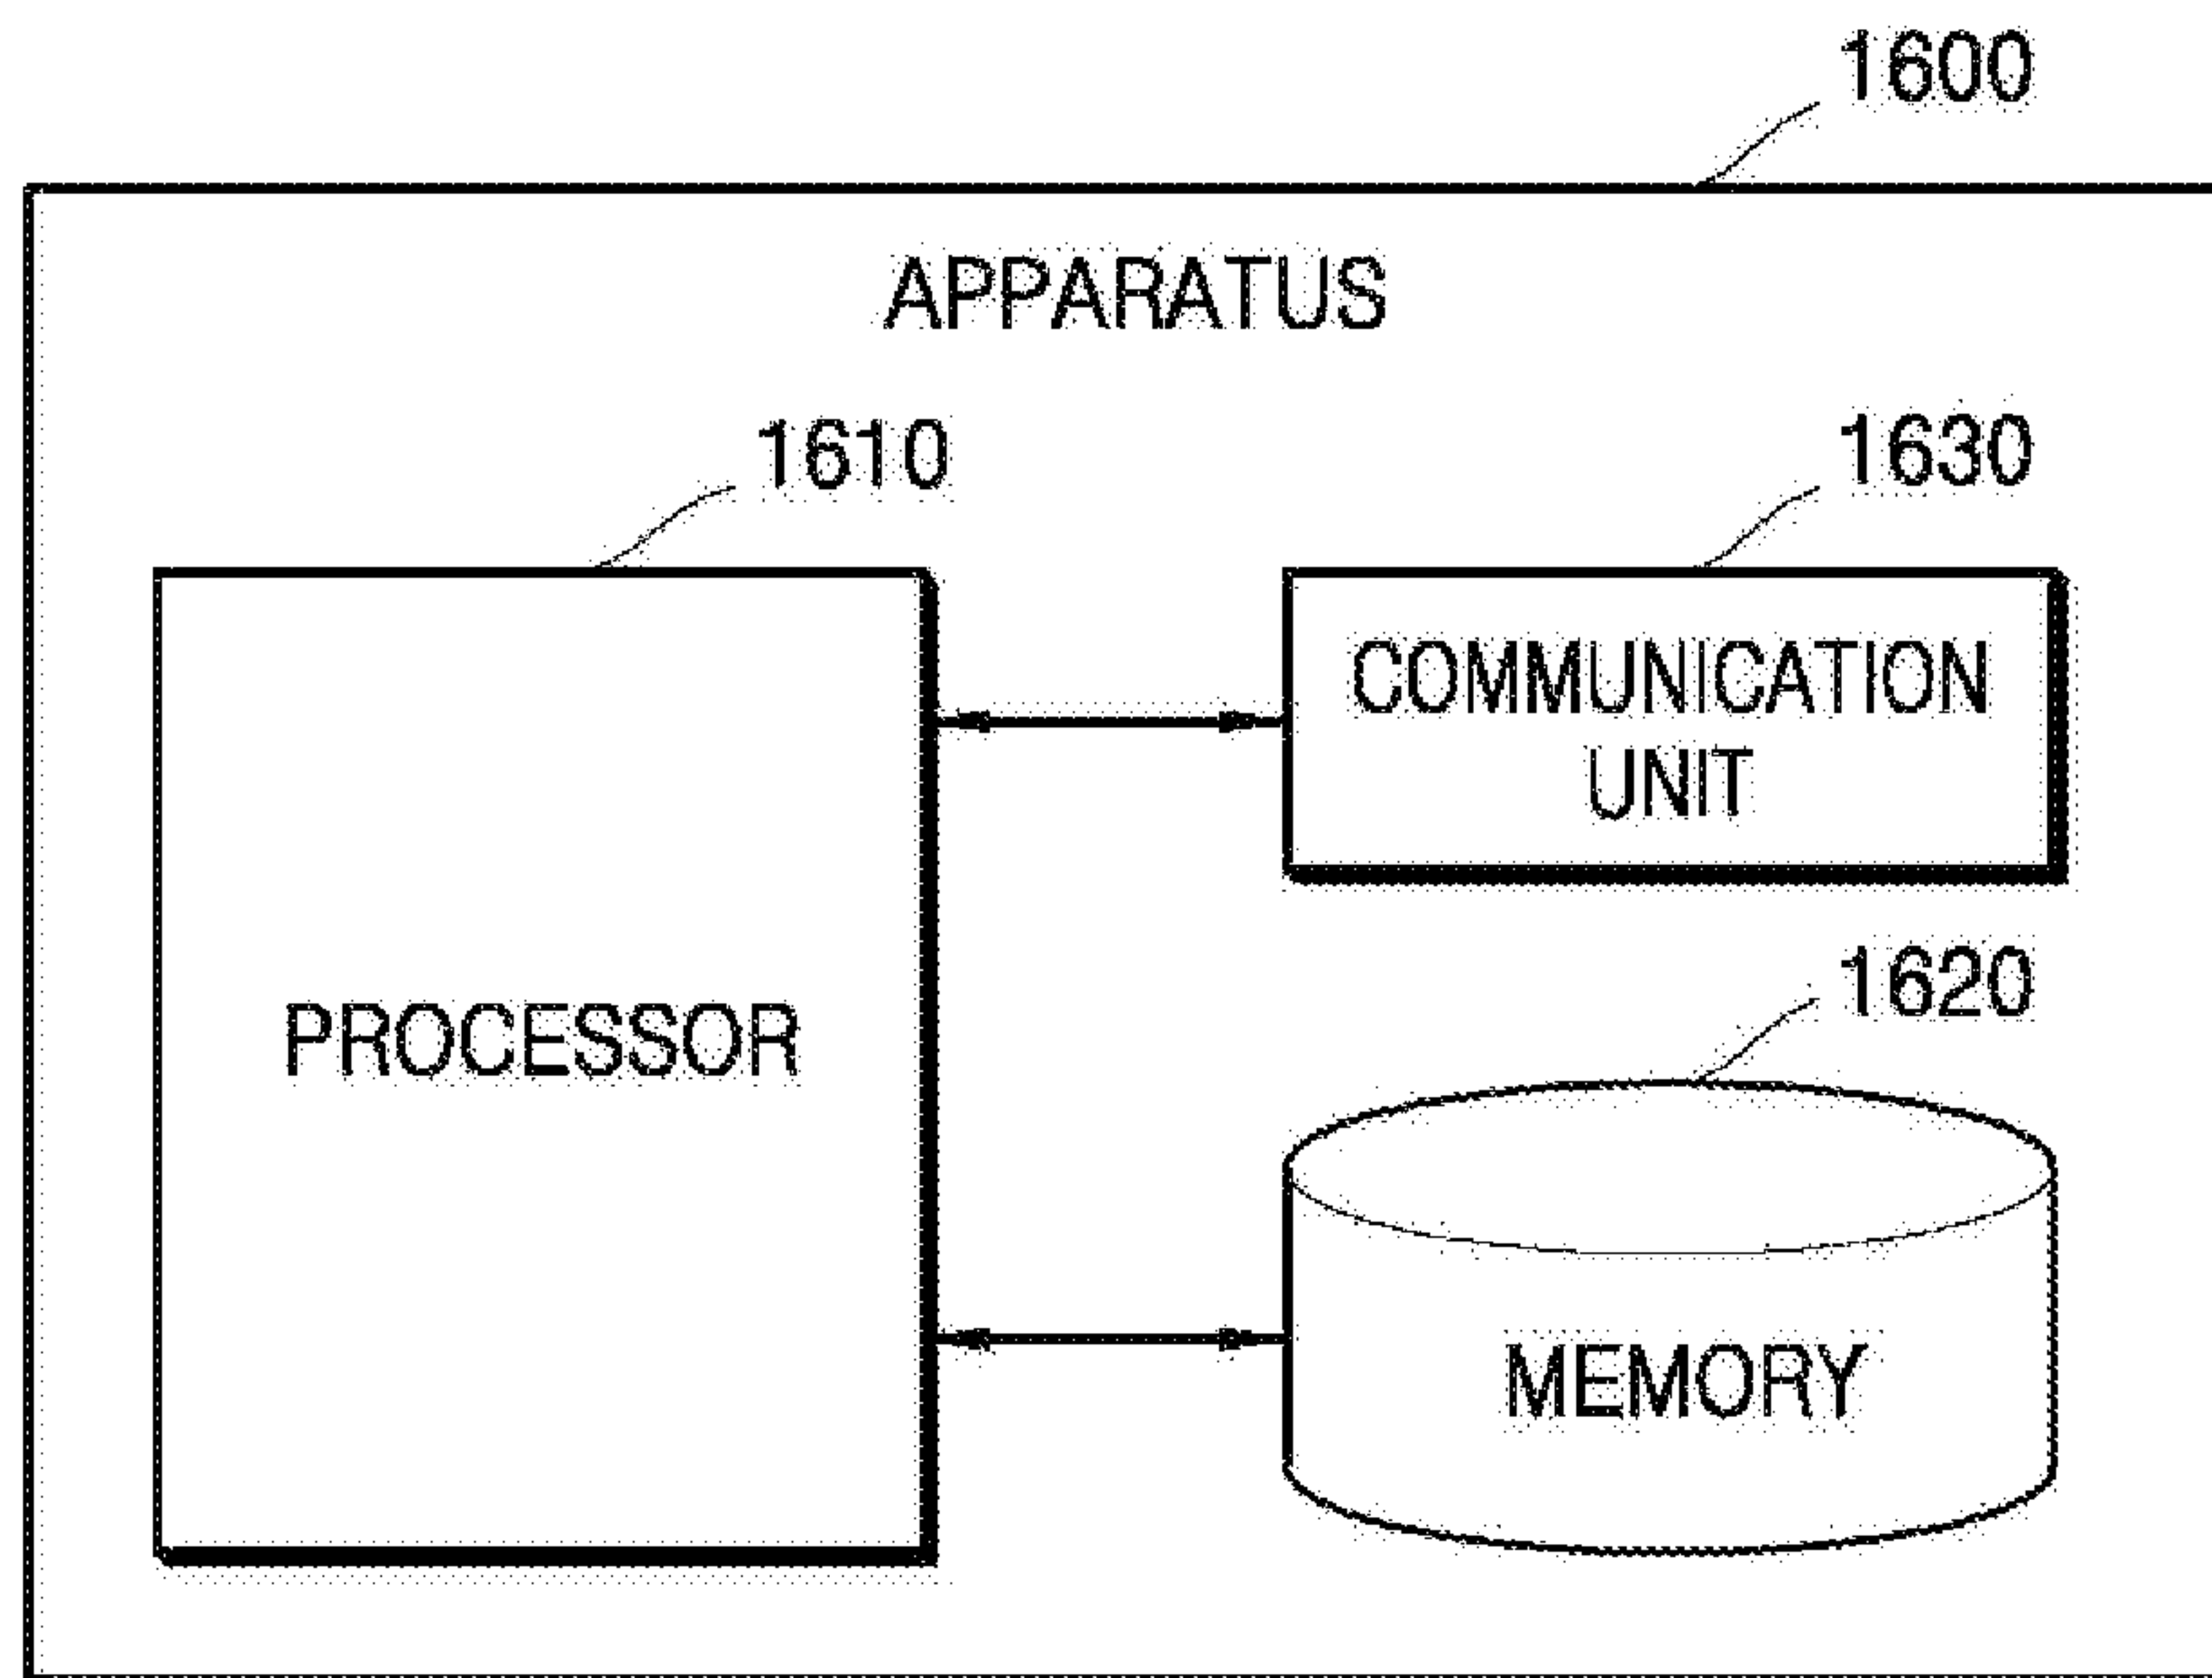 1600
APPARATUS
1610
1630
COMMUNICATION
UNIT
1620
PROCESSOR
MEMORY